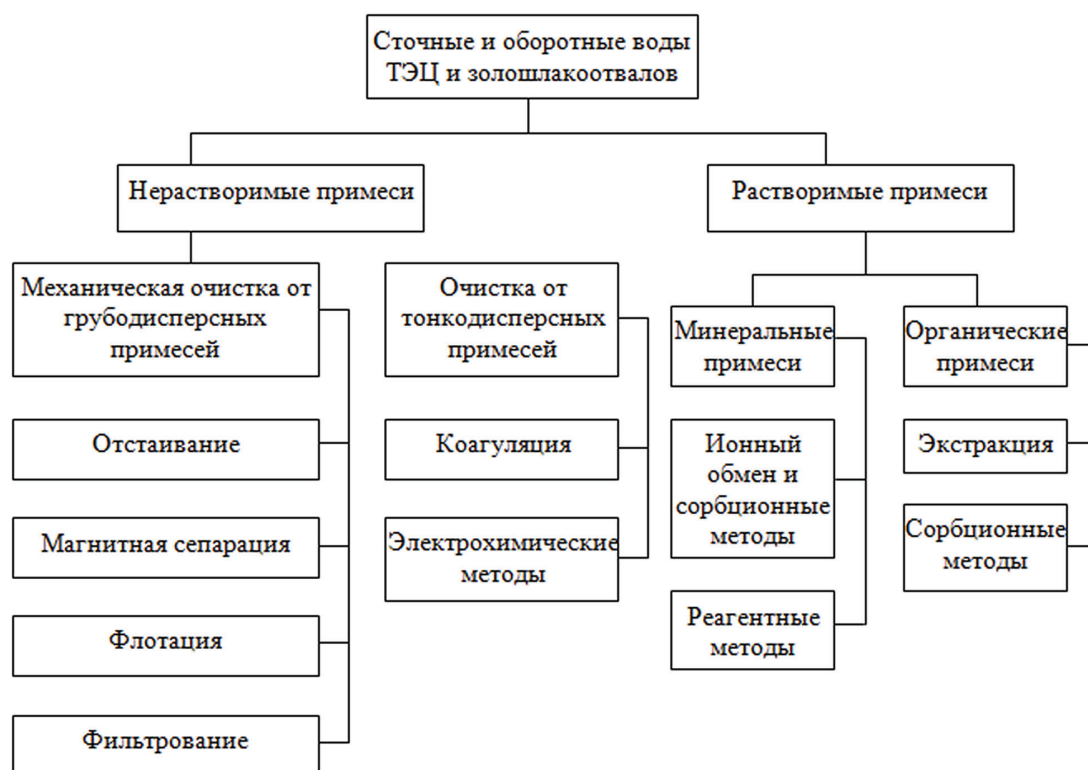 Сточные и оборотные воды
ТЭЦ и золошлакоотвалов
Нерастворимые примеси
Растворимые примеси
Механическая очистка от
грубодисперсных
примесей
Очистка от
тонкодисперсных
примесей
Минеральные
примеси
Органические
примеси
Отстаивание
Коагуляция
Ионный
обмен и
сорбционные
методы
Экстракция
Магнитная сепарация
Электрохимические
методы
Сорбционные
методы
Флотация
Реагентные
методы
Фильтрование